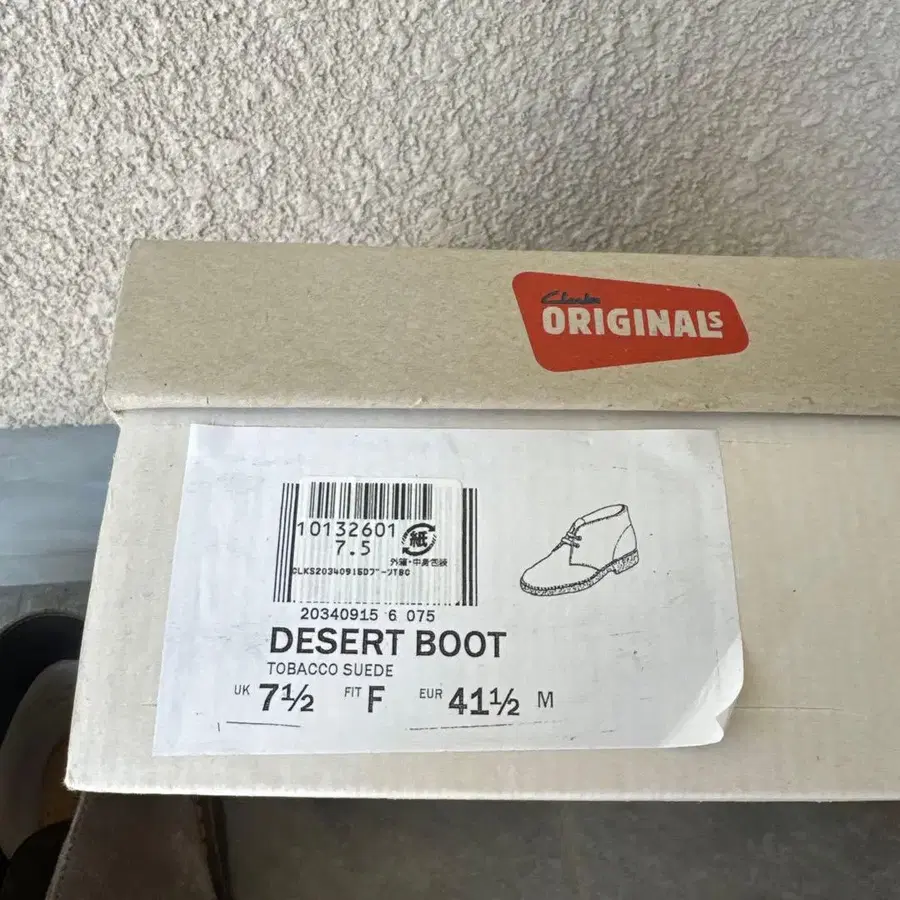 Clarks
ORIGINALS
10132601
7.5
紙
外箱・中身包装
CLKS20340915Dブーツ TBC
20340915 6 075
DESERT BOOT
TOBACCO SUEDE
UK 7½ FIT F EUR 41½ M